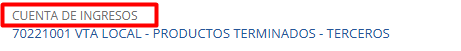 CUENTA DE INGRESOS
70221001 VTA LOCAL - PRODUCTOS TERMINADOS - TERCEROS